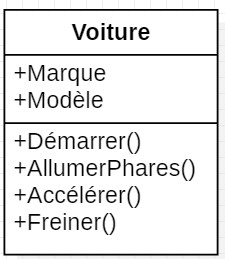 Voiture
+Marque
+Modèle
+Démarrer()
+AllumerPhares()
+Accélérer()
+Freiner()